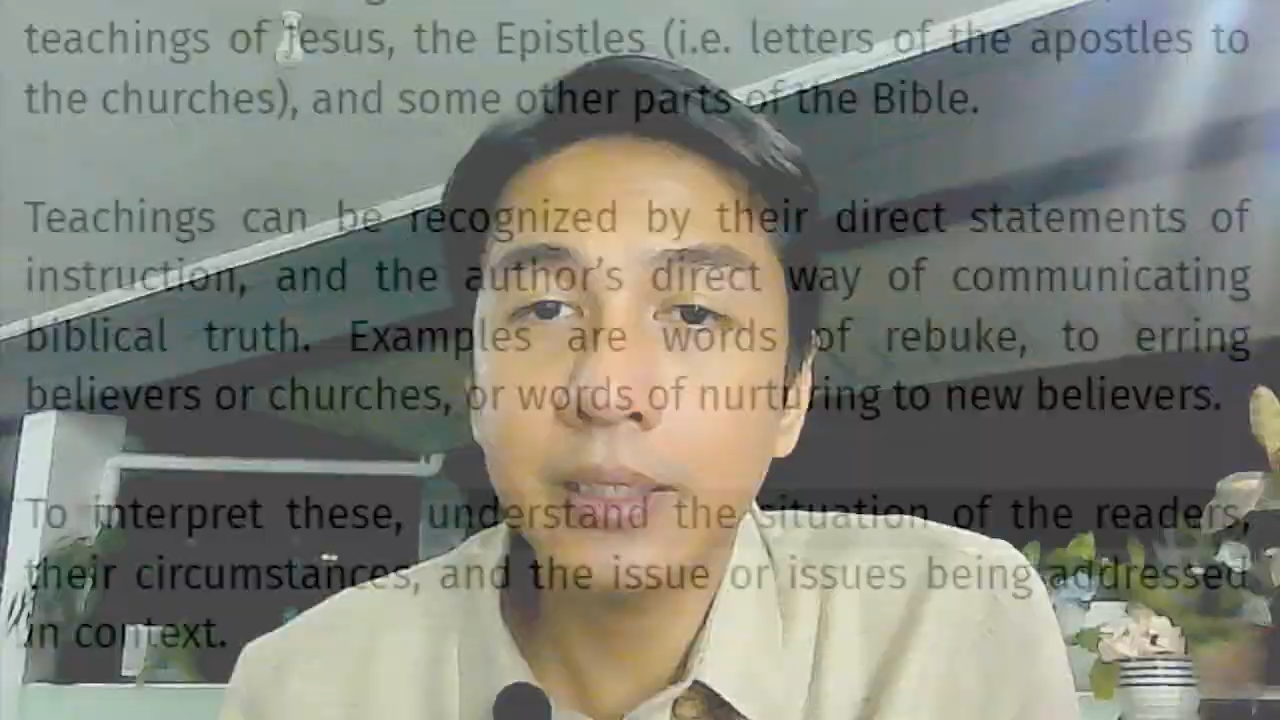 teachings of Jesus, the Epistles (i.e. letters of the apostles to
the churches), and some other parts of the Bible.
Teachings can be recognized by their direct statements of
instruction, and the author's direct way of communicating
biblical truth. Examples are words of rebuke, to erring
believers or churches, or words of nurturing to new believers.
To interpret these, understand the situation of the readers,
their circumstances, and the issue or issues being addressed
in context.